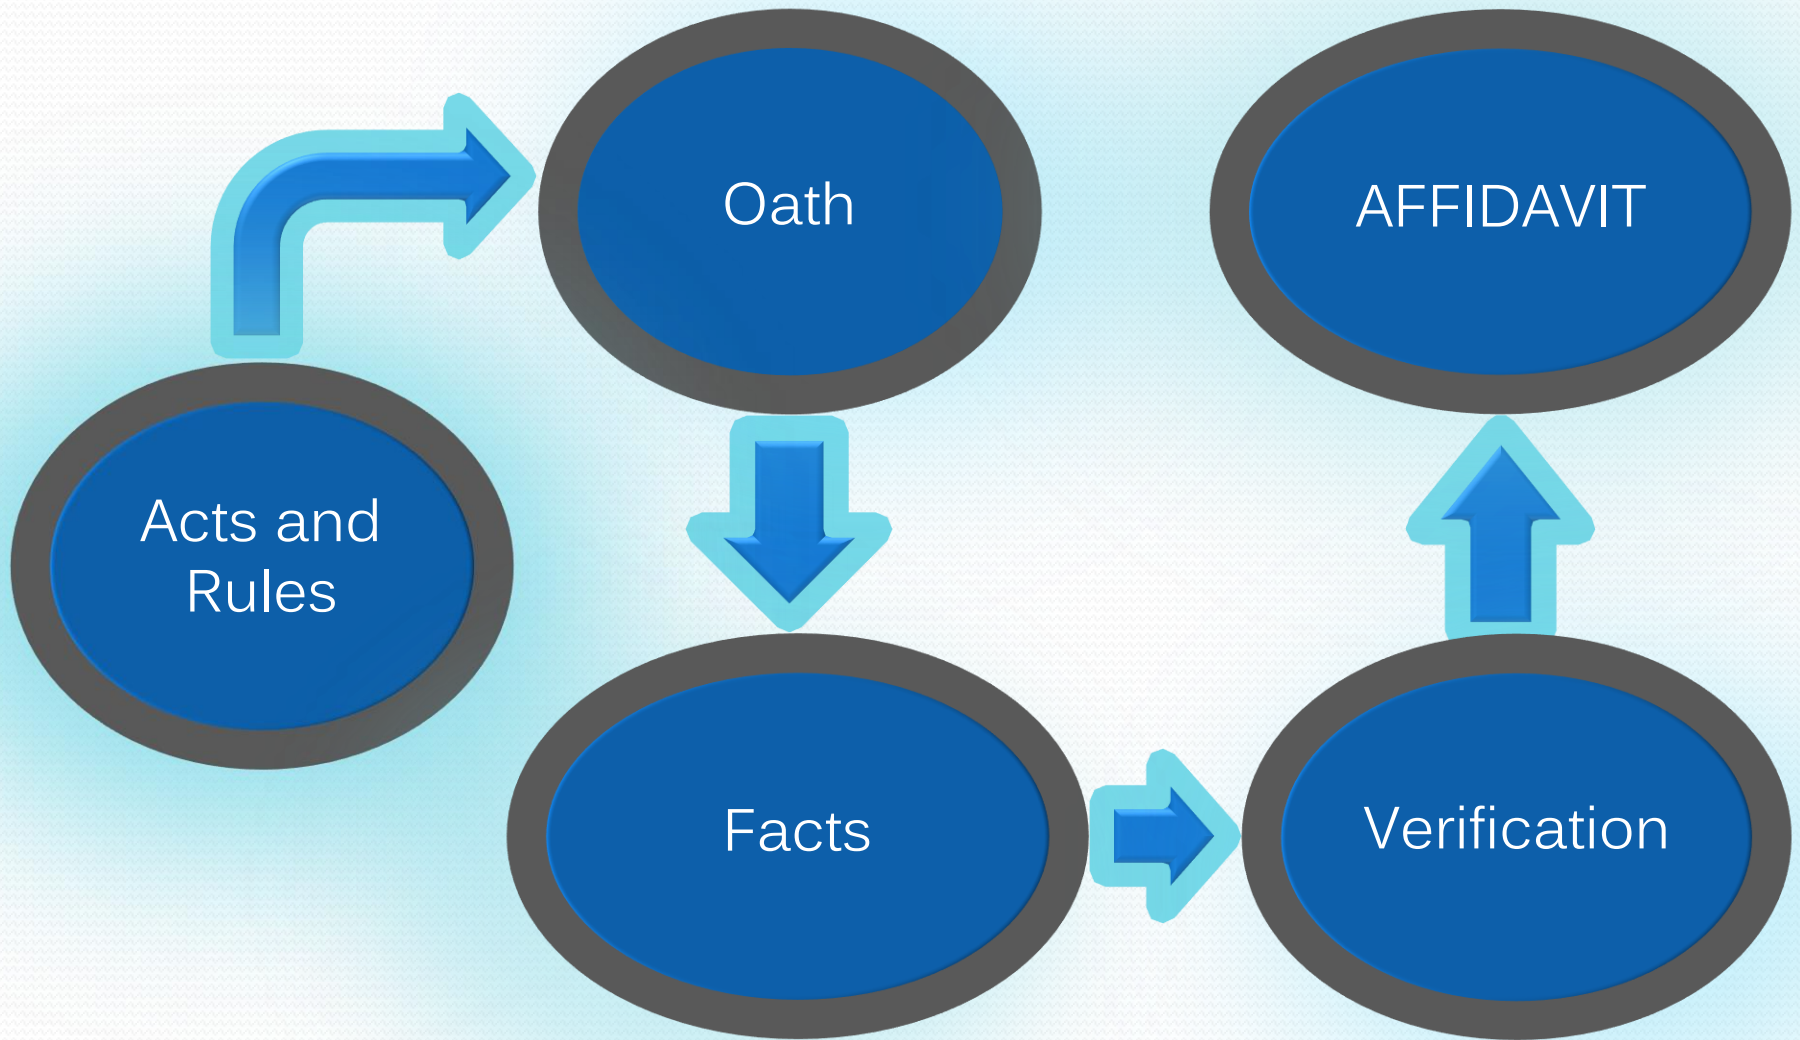 Acts and
Rules
Oath
Facts
Verification
AFFIDAVIT